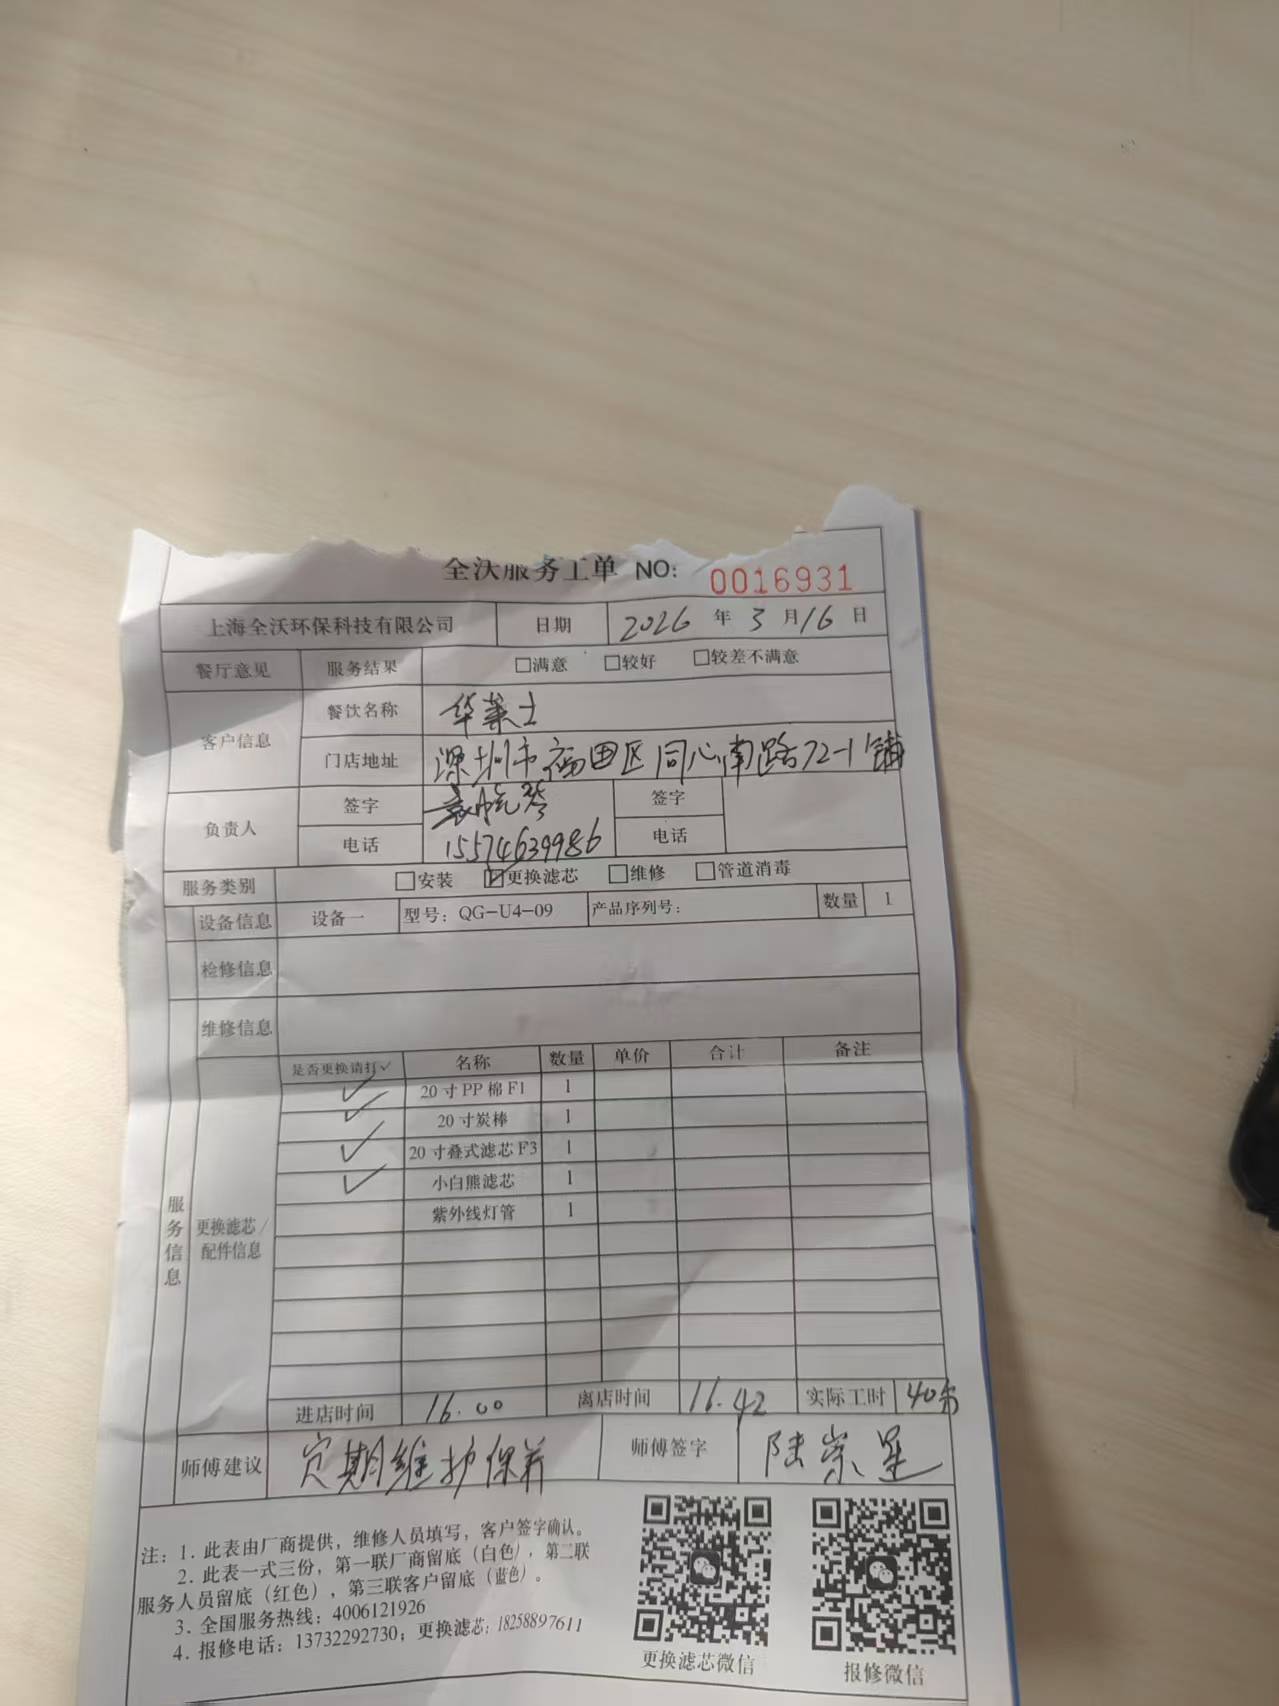 全沃服务工单 NO: 0016931
上海全沃环保科技有限公司 日期 2026 年 3 月 16 日
餐厅意见 服务结果 □满意 □较好 □较差不满意
客户信息 餐饮名称 华莱士
门店地址 深圳市福田区同心南路72-1铺
负责人 签字 签字
电话 15574639986 电话
服务类别 □安装 ☑更换滤芯 □维修 □管道消毒
设备信息 设备一 型号: QG-U4-09 产品序列号: 数量 1
检修信息
维修信息
服务信息 更换滤芯/配件信息
是否更换请打✓ 名称 数量 单价 合计 备注
✓ 20寸PP棉F1 1
✓ 20寸炭棒 1
✓ 20寸叠式滤芯F3 1
✓ 小白熊滤芯 1
紫外线灯管 1
进店时间 16.00 离店时间 16.42 实际工时 40分
师傅建议 定期维护保养 师傅签字 陆崇星
注: 1. 此表由厂商提供,维修人员填写,客户签字确认。
2. 此表一式三份,第一联厂商留底(白色),第二联
服务人员留底(红色),第三联客户留底(蓝色)。
3. 全国服务热线: 4006121926
4. 报修电话: 13732292730; 更换滤芯: 18258897611
更换滤芯微信 报修微信